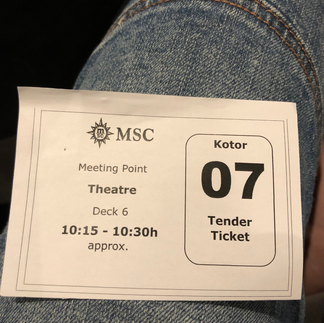 MSC
Meeting Point
Theatre
Deck 6
10:15 - 10:30h
approx.
Kotor
07
Tender
Ticket